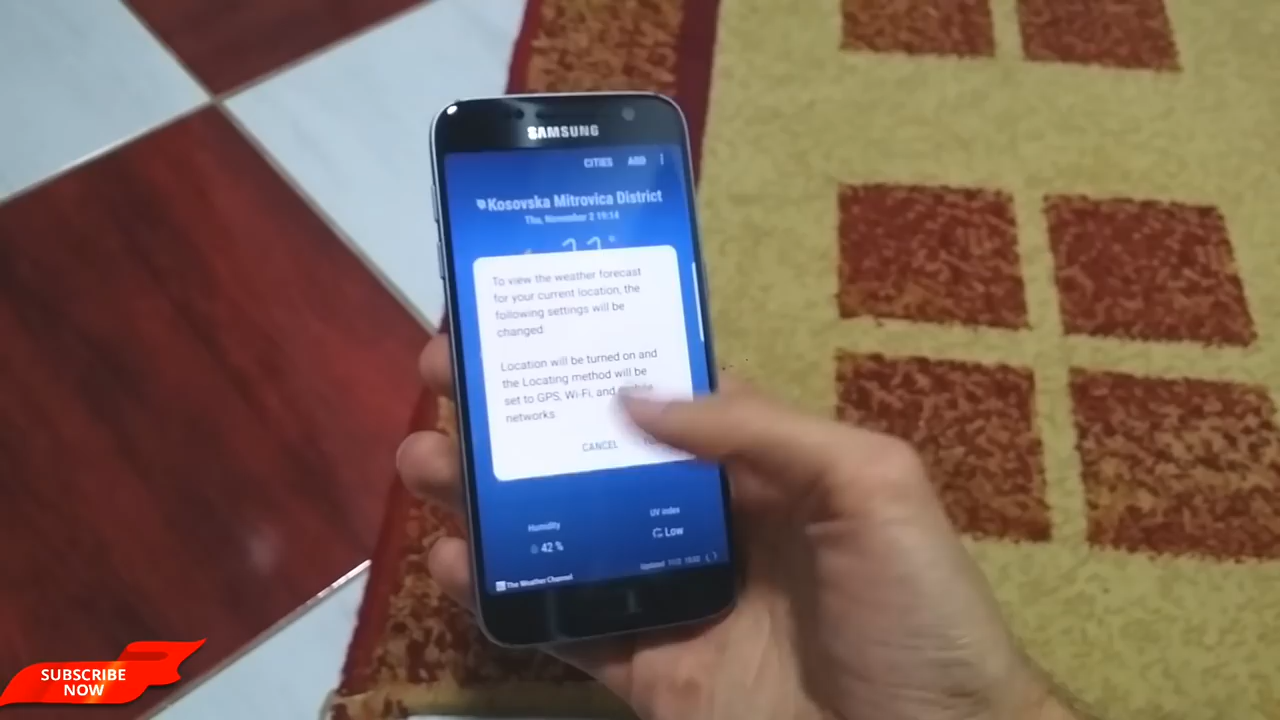 SAMSUNG
CITIES ADD
Kosovska Mitrovica District
Thu, November 2 19:14
To view the weather forecast
for your current location, the
following settings will be
changed
Location will be turned on and
the Locating method will be
set to GPS, Wi-Fi, and
networks
CANCEL
Humidity
42 %
UV index
Low
The Weather Channel
Updated
SUBSCRIBE
NOW